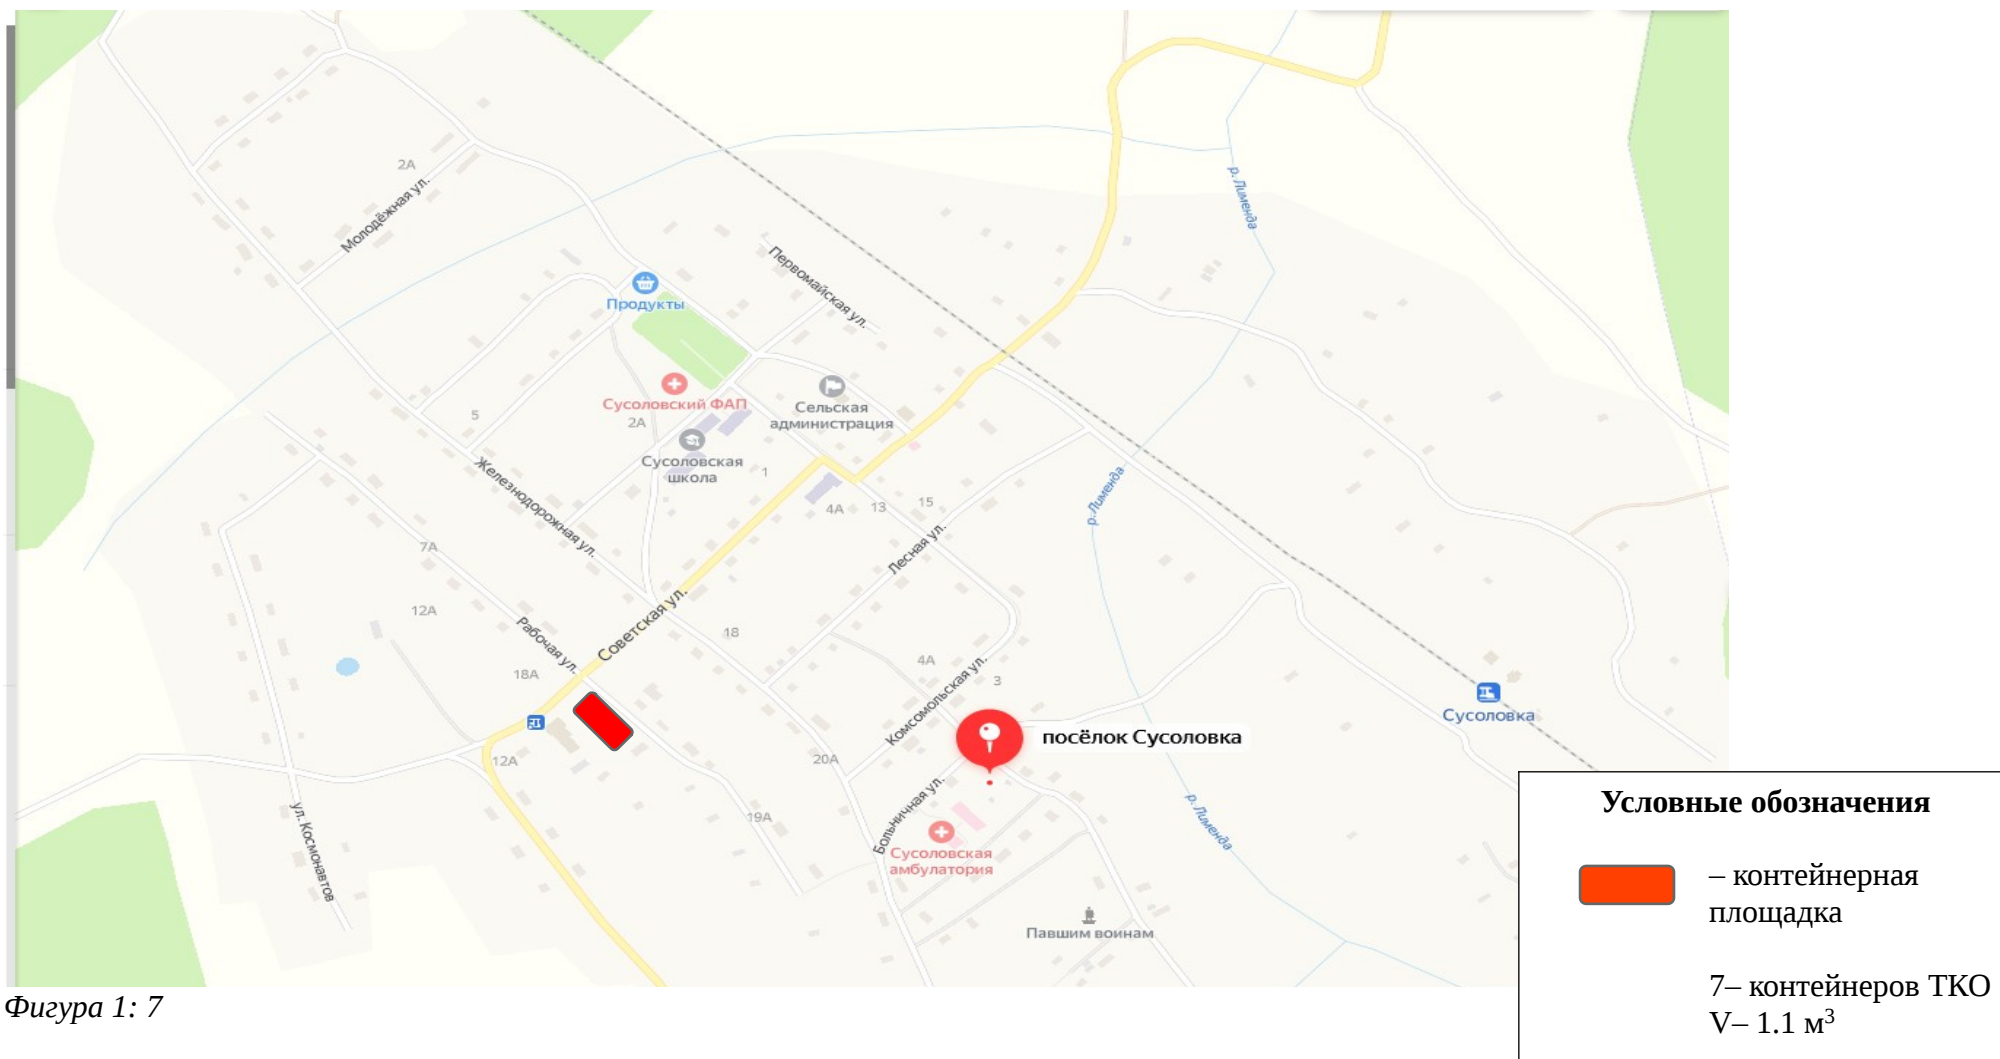 р. Лименда
2А
Молодёжная ул.
Первомайская ул.
Продукты
Сусоловский ФАП
2А
5
Сельская
администрация
Сусоловская
школа
1
Железнодорожная ул.
4А
13
15
р. Лименда
7А
Лесная ул.
12А
Рабочая ул.
Советская ул.
18
18А
4А
3
Комсомольская ул.
Сусоловка
посёлок Сусоловка
12А
20А
19А
ул. Космонавтов
Больничная ул.
р. Лименда
Сусоловская
амбулатория
Павшим воинам
Условные обозначения
– контейнерная
площадка
7– контейнеров ТКО
V– 1.1 м³
Фигура 1: 7